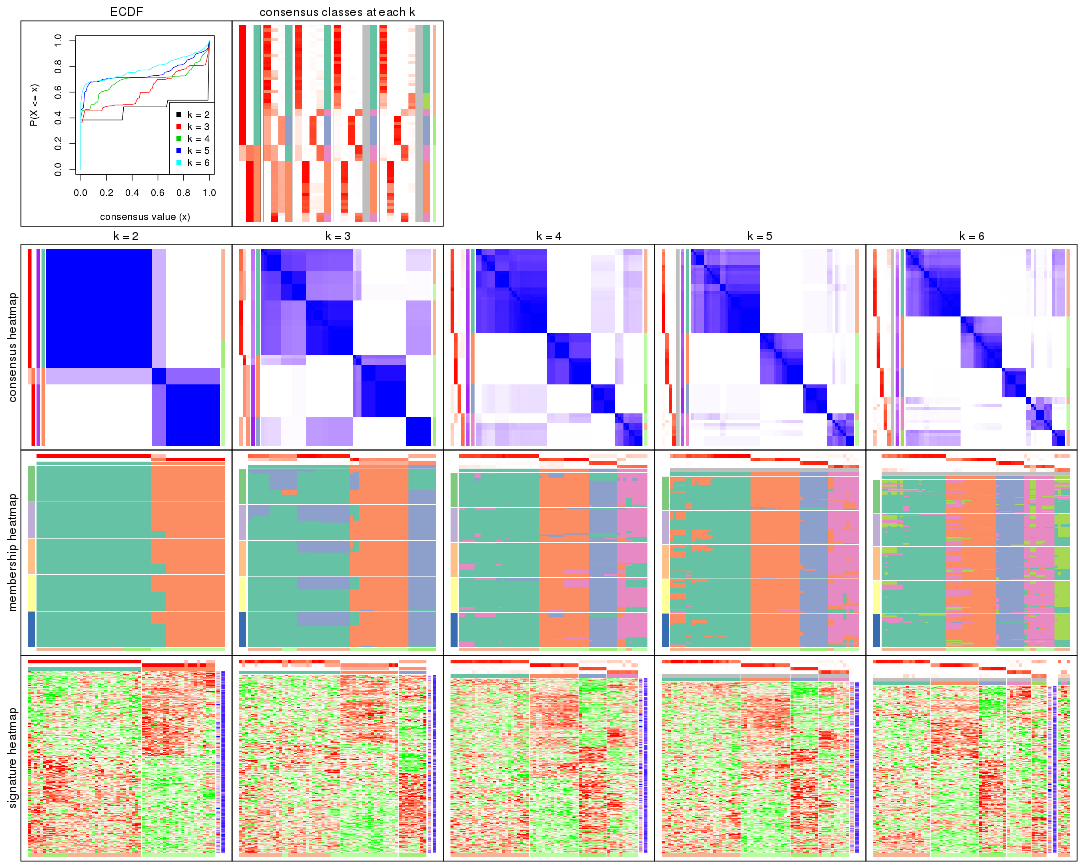 ECDF
consensus classes at each k
P(X <= x)
0.0 0.2 0.4 0.6 0.8 1.0
k = 2
k = 3
k = 4
k = 5
k = 6
0.0 0.2 0.4 0.6 0.8 1.0
consensus value (x)
k = 2 k = 3 k = 4 k = 5 k = 6
consensus heatmap
membership heatmap
signature heatmap